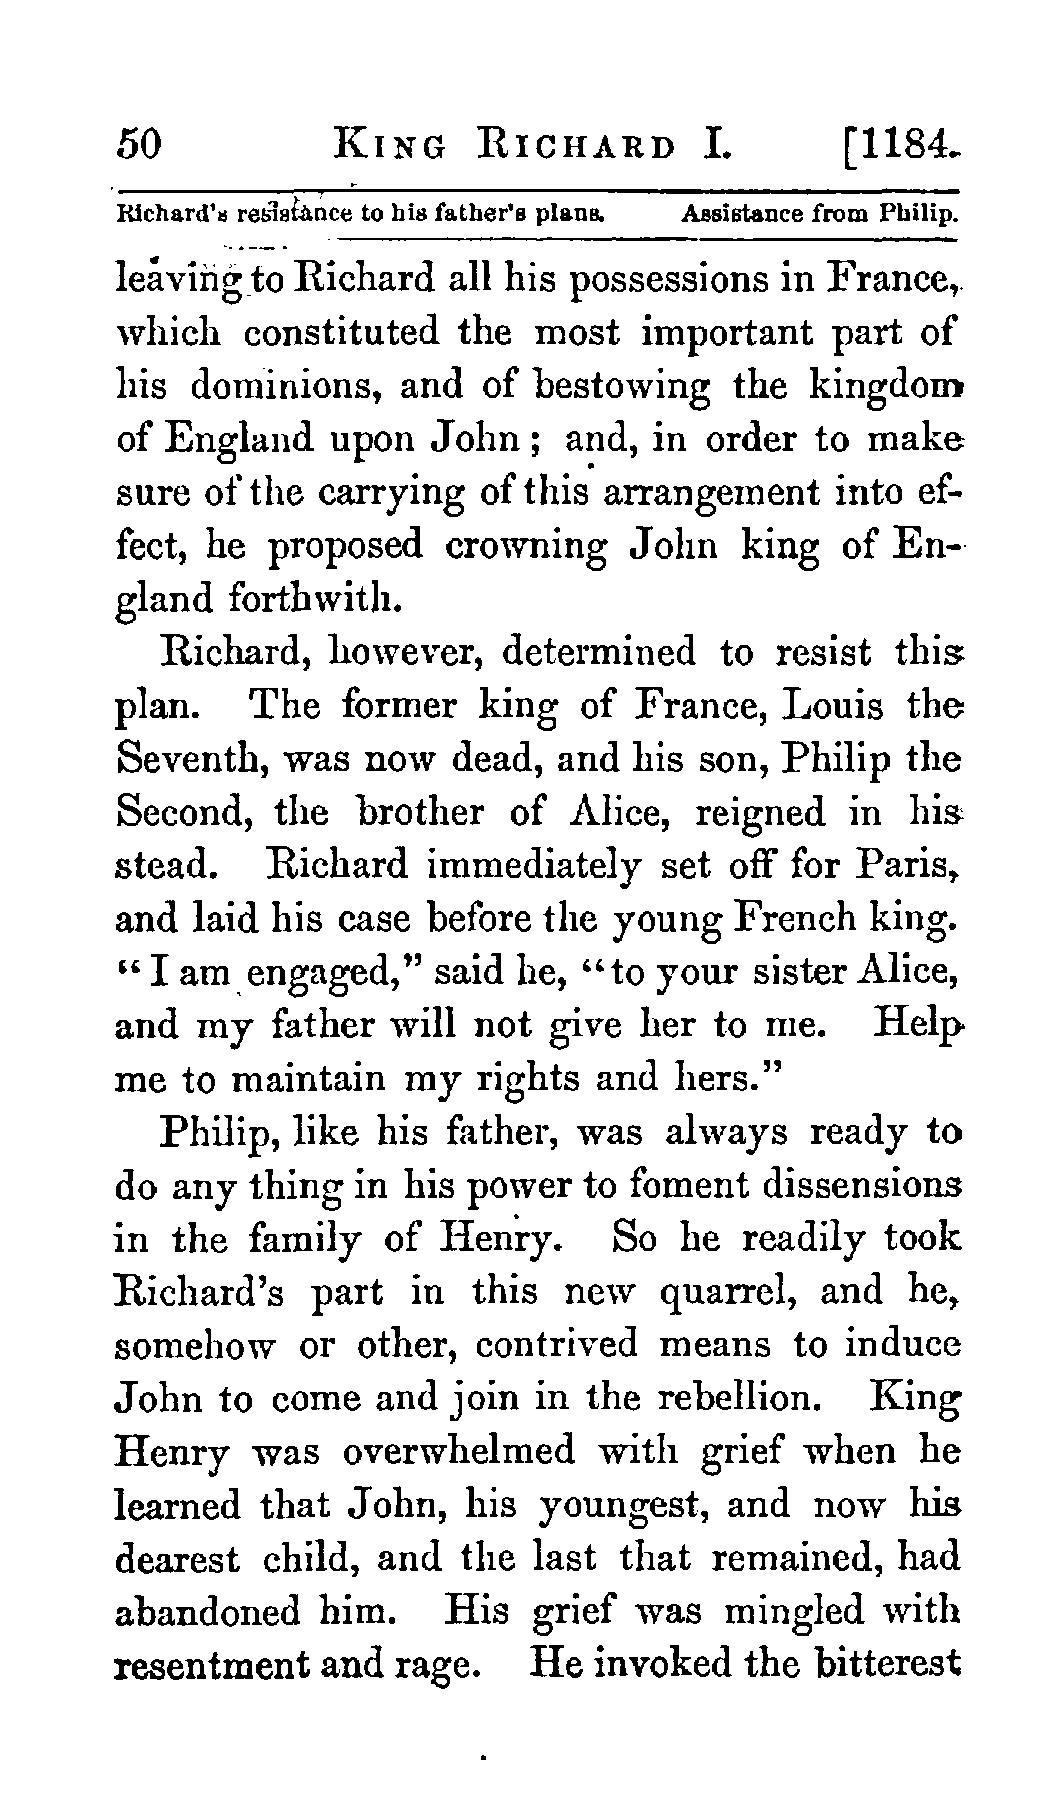 50 KING RICHARD I. [1184.
Richard's resistance to his father's plans. Assistance from Philip.
leaving to Richard all his possessions in France,
which constituted the most important part of
his dominions, and of bestowing the kingdom
of England upon John; and, in order to make
sure of the carrying of this arrangement into ef-
fect, he proposed crowning John king of En-
gland forthwith.
Richard, however, determined to resist this
plan. The former king of France, Louis the
Seventh, was now dead, and his son, Philip the
Second, the brother of Alice, reigned in his
stead. Richard immediately set off for Paris,
and laid his case before the young French king.
"I am engaged," said he, "to your sister Alice,
and my father will not give her to me. Help
me to maintain my rights and hers."
Philip, like his father, was always ready to
do any thing in his power to foment dissensions
in the family of Henry. So he readily took
Richard's part in this new quarrel, and he,
somehow or other, contrived means to induce
John to come and join in the rebellion. King
Henry was overwhelmed with grief when he
learned that John, his youngest, and now his
dearest child, and the last that remained, had
abandoned him. His grief was mingled with
resentment and rage. He invoked the bitterest